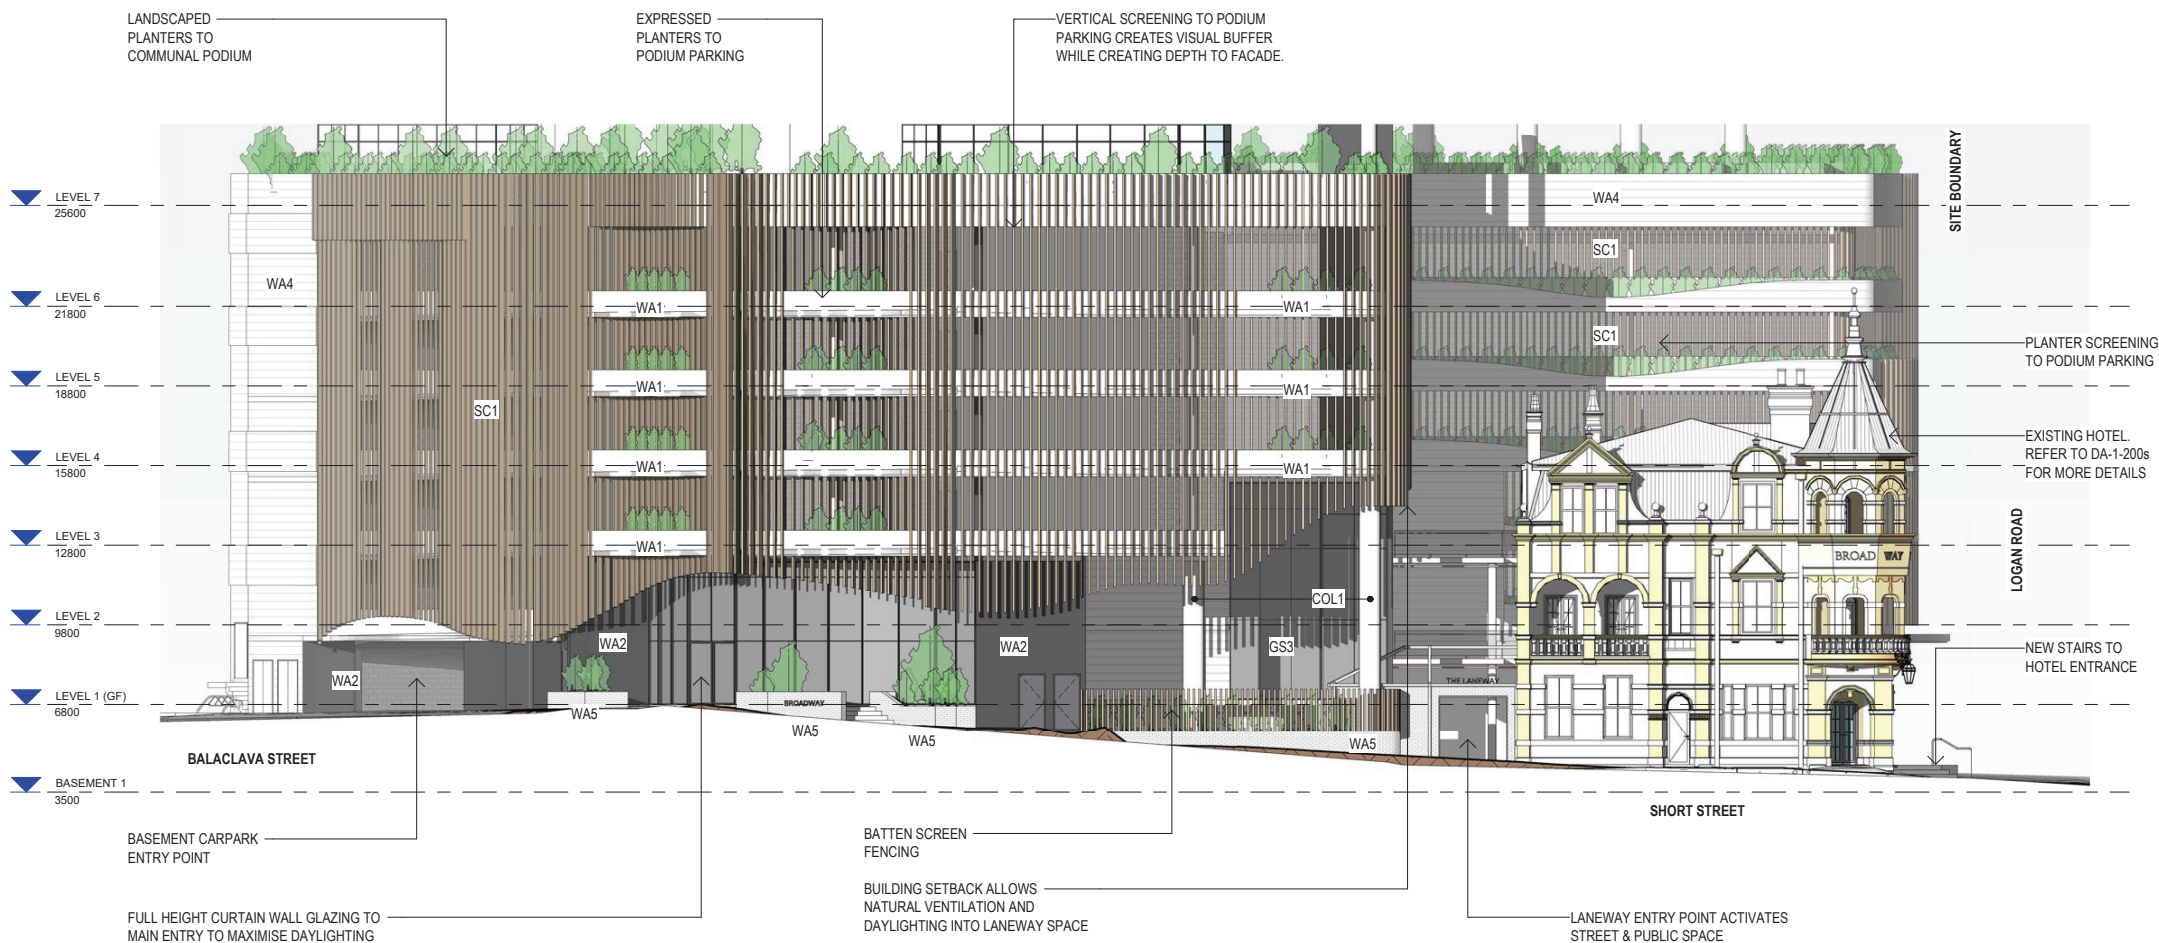 LANDSCAPED
PLANTERS TO
COMMUNAL PODIUM
EXPRESSED
PLANTERS TO
PODIUM PARKING
VERTICAL SCREENING TO PODIUM
PARKING CREATES VISUAL BUFFER
WHILE CREATING DEPTH TO FACADE.
SITE BOUNDARY
LEVEL 7
25600
WA4
SC1
WA4
LEVEL 6
21800
WA1
WA1
SC1
PLANTER SCREENING
TO PODIUM PARKING
LEVEL 5
18800
WA1
WA1
SC1
EXISTING HOTEL.
REFER TO DA-1-200s
FOR MORE DETAILS
LEVEL 4
15800
WA1
WA1
LEVEL 3
12800
WA1
BROAD WAY
LOGAN ROAD
LEVEL 2
9800
COL1
WA2
WA2
GS3
NEW STAIRS TO
HOTEL ENTRANCE
WA2
THE LANEWAY
LEVEL 1 (GF)
6800
BROADWAY
WA5
WA5
WA5
WA5
BALACLAVA STREET
BASEMENT 1
3500
SHORT STREET
BASEMENT CARPARK
ENTRY POINT
BATTEN SCREEN
FENCING
BUILDING SETBACK ALLOWS
NATURAL VENTILATION AND
DAYLIGHTING INTO LANEWAY SPACE
FULL HEIGHT CURTAIN WALL GLAZING TO
MAIN ENTRY TO MAXIMISE DAYLIGHTING
LANEWAY ENTRY POINT ACTIVATES
STREET & PUBLIC SPACE